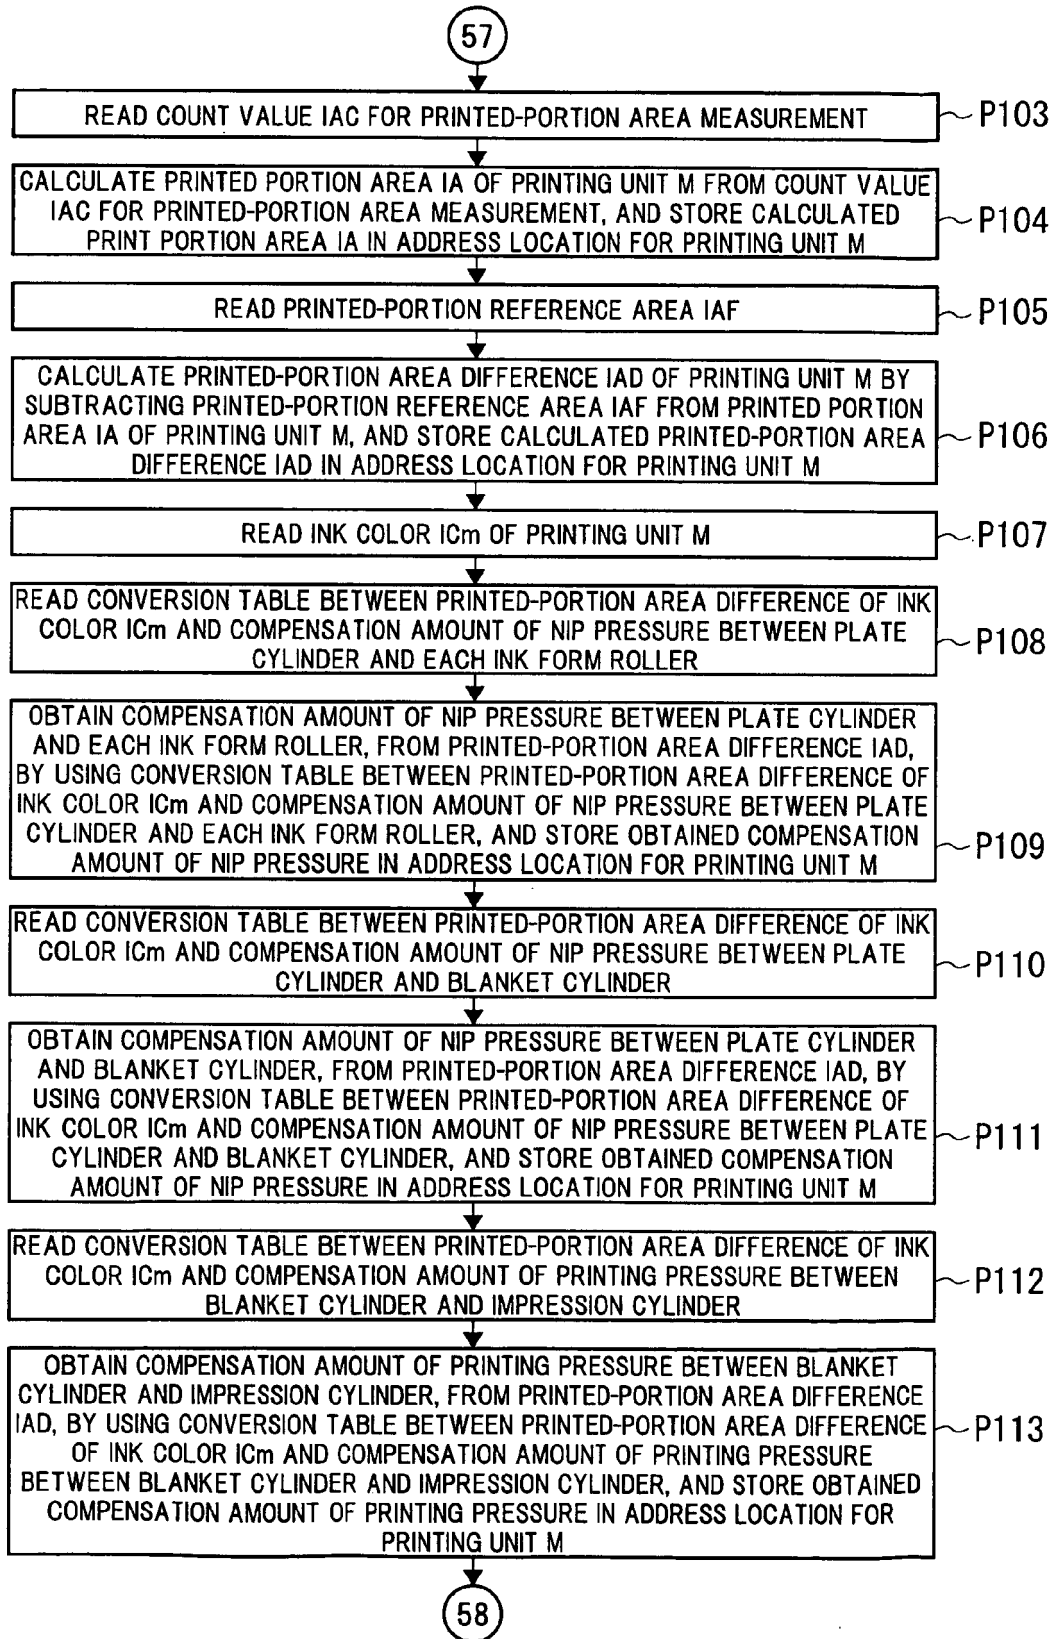 57
READ COUNT VALUE IAC FOR PRINTED-PORTION AREA MEASUREMENT
P103
CALCULATE PRINTED PORTION AREA IA OF PRINTING UNIT M FROM COUNT VALUE
IAC FOR PRINTED-PORTION AREA MEASUREMENT, AND STORE CALCULATED
PRINT PORTION AREA IA IN ADDRESS LOCATION FOR PRINTING UNIT M
P104
READ PRINTED-PORTION REFERENCE AREA IAF
P105
CALCULATE PRINTED-PORTION AREA DIFFERENCE IAD OF PRINTING UNIT M BY
SUBTRACTING PRINTED-PORTION REFERENCE AREA IAF FROM PRINTED PORTION
AREA IA OF PRINTING UNIT M, AND STORE CALCULATED PRINTED-PORTION AREA
DIFFERENCE IAD IN ADDRESS LOCATION FOR PRINTING UNIT M
P106
READ INK COLOR ICm OF PRINTING UNIT M
P107
READ CONVERSION TABLE BETWEEN PRINTED-PORTION AREA DIFFERENCE OF INK
COLOR ICm AND COMPENSATION AMOUNT OF NIP PRESSURE BETWEEN PLATE
CYLINDER AND EACH INK FORM ROLLER
P108
OBTAIN COMPENSATION AMOUNT OF NIP PRESSURE BETWEEN PLATE CYLINDER
AND EACH INK FORM ROLLER, FROM PRINTED-PORTION AREA DIFFERENCE IAD,
BY USING CONVERSION TABLE BETWEEN PRINTED-PORTION AREA DIFFERENCE OF
INK COLOR ICm AND COMPENSATION AMOUNT OF NIP PRESSURE BETWEEN PLATE
CYLINDER AND EACH INK FORM ROLLER, AND STORE OBTAINED COMPENSATION
AMOUNT OF NIP PRESSURE IN ADDRESS LOCATION FOR PRINTING UNIT M
P109
READ CONVERSION TABLE BETWEEN PRINTED-PORTION AREA DIFFERENCE OF INK
COLOR ICm AND COMPENSATION AMOUNT OF NIP PRESSURE BETWEEN PLATE
CYLINDER AND BLANKET CYLINDER
P110
OBTAIN COMPENSATION AMOUNT OF NIP PRESSURE BETWEEN PLATE CYLINDER
AND BLANKET CYLINDER, FROM PRINTED-PORTION AREA DIFFERENCE IAD, BY
USING CONVERSION TABLE BETWEEN PRINTED-PORTION AREA DIFFERENCE OF
INK COLOR ICm AND COMPENSATION AMOUNT OF NIP PRESSURE BETWEEN PLATE
CYLINDER AND BLANKET CYLINDER, AND STORE OBTAINED COMPENSATION
AMOUNT OF NIP PRESSURE IN ADDRESS LOCATION FOR PRINTING UNIT M
P111
READ CONVERSION TABLE BETWEEN PRINTED-PORTION AREA DIFFERENCE OF INK
COLOR ICm AND COMPENSATION AMOUNT OF PRINTING PRESSURE BETWEEN
BLANKET CYLINDER AND IMPRESSION CYLINDER
P112
OBTAIN COMPENSATION AMOUNT OF PRINTING PRESSURE BETWEEN BLANKET
CYLINDER AND IMPRESSION CYLINDER, FROM PRINTED-PORTION AREA DIFFERENCE
IAD, BY USING CONVERSION TABLE BETWEEN PRINTED-PORTION AREA DIFFERENCE
OF INK COLOR ICm AND COMPENSATION AMOUNT OF PRINTING PRESSURE
BETWEEN BLANKET CYLINDER AND IMPRESSION CYLINDER, AND STORE OBTAINED
COMPENSATION AMOUNT OF PRINTING PRESSURE IN ADDRESS LOCATION FOR
PRINTING UNIT M
P113
58